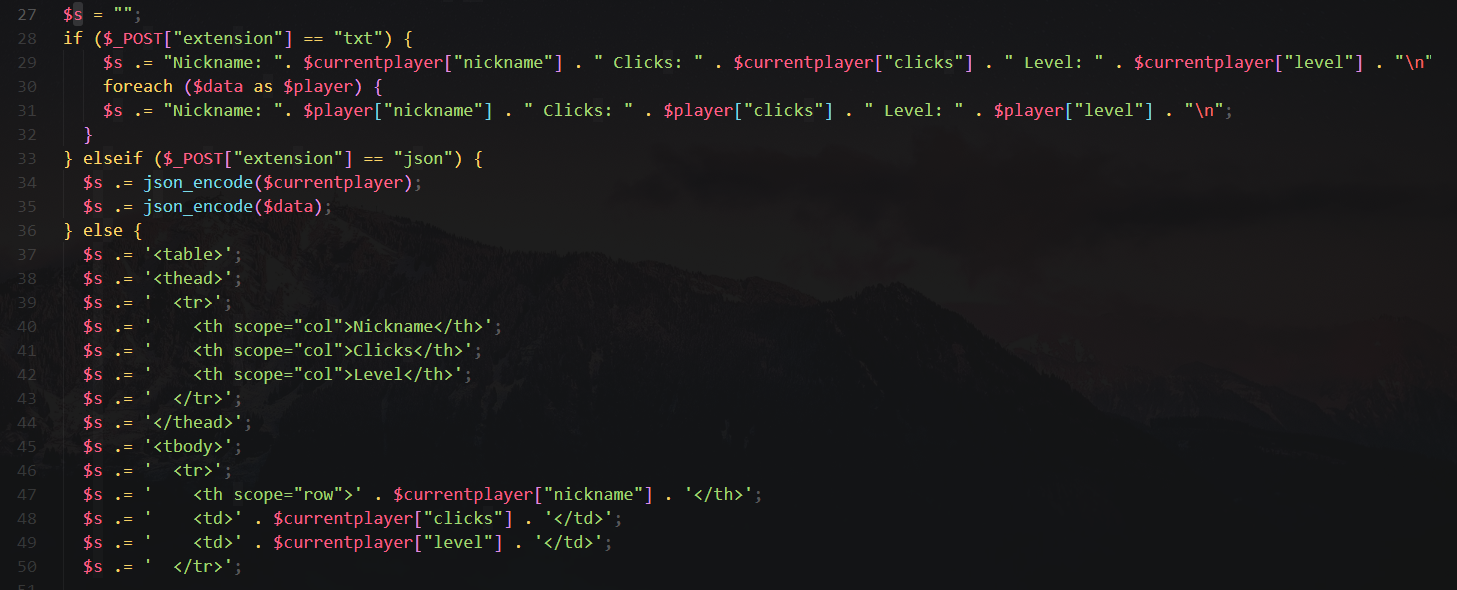 27 $s = "";
28 if ($_POST["extension"] == "txt") {
29 $s .= "Nickname: ". $currentplayer["nickname"] . " Clicks: " . $currentplayer["clicks"] . " Level: " . $currentplayer["level"] . "\n"
30 foreach ($data as $player) {
31 $s .= "Nickname: ". $player["nickname"] . " Clicks: " . $player["clicks"] . " Level: " . $player["level"] . "\n";
32 }
33 } elseif ($_POST["extension"] == "json") {
34 $s .= json_encode($currentplayer);
35 $s .= json_encode($data);
36 } else {
37 $s .= '<table>';
38 $s .= '<thead>';
39 $s .= '  <tr>';
40 $s .= '    <th scope="col">Nickname</th>';
41 $s .= '    <th scope="col">Clicks</th>';
42 $s .= '    <th scope="col">Level</th>';
43 $s .= '  </tr>';
44 $s .= '</thead>';
45 $s .= '<tbody>';
46 $s .= '  <tr>';
47 $s .= '    <th scope="row">' . $currentplayer["nickname"] . '</th>';
48 $s .= '    <td>' . $currentplayer["clicks"] . '</td>';
49 $s .= '    <td>' . $currentplayer["level"] . '</td>';
50 $s .= '  </tr>';